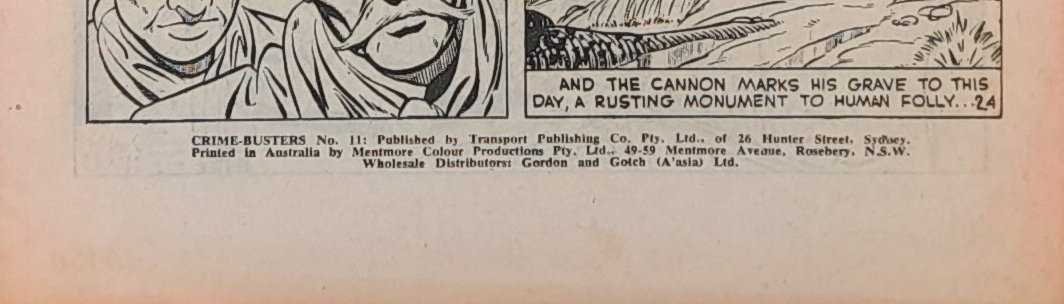 AND THE CANNON MARKS HIS GRAVE TO THIS
DAY, A RUSTING MONUMENT TO HUMAN FOLLY...24
CRIME-BUSTERS No. 11: Published by Transport Publishing Co. Pty. Ltd., of 26 Hunter Street, Sydney.
Printed in Australia by Mentmore Colour Productions Pty. Ltd., 49-59 Mentmore Avenue, Rosebery, N.S.W.
Wholesale Distributors: Gordon and Gotch (A'asia) Ltd.